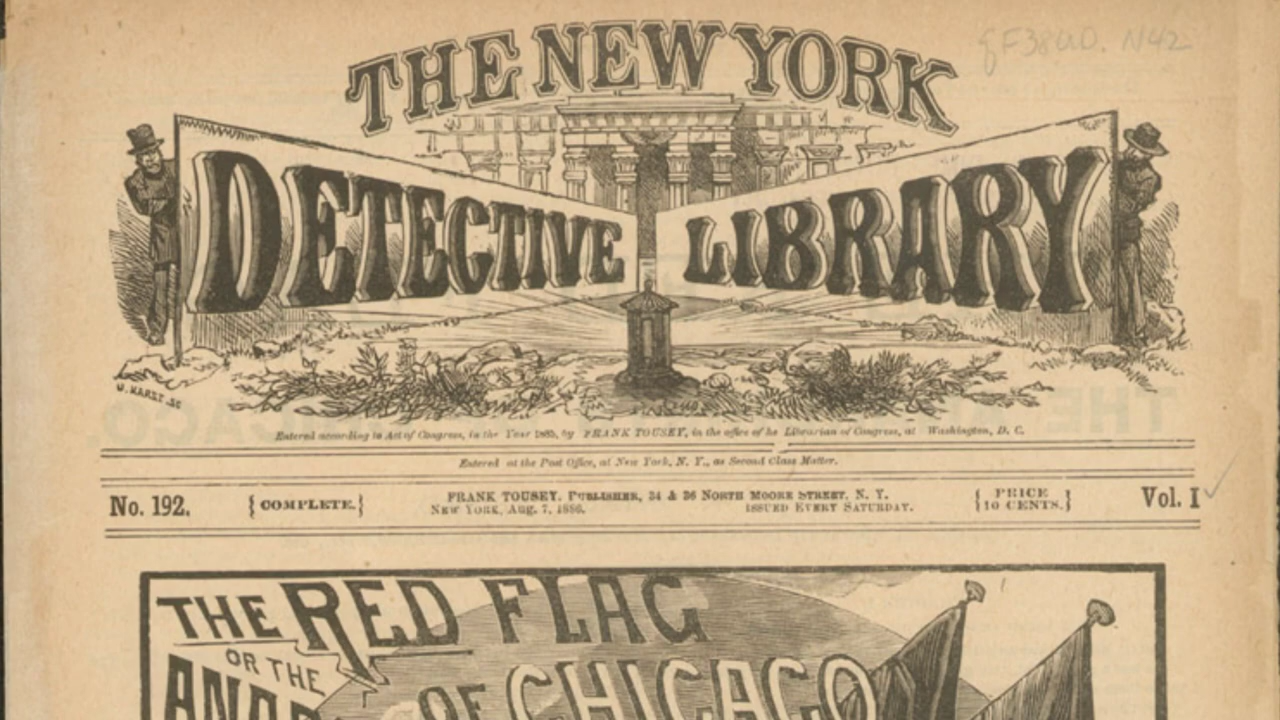 THE NEW YORK
DETECTIVE LIBRARY
W. KARST SC
Entered according to Act of Congress, in the Year 1885, by FRANK TOUSEY, in the office of he Librarian of Congress, at Washington, D. C.
Entered at the Post Office, at New York, N. Y., as Second Class Matter.
No. 192. {COMPLETE.} FRANK TOUSEY, PUBLISHER, 34 & 36 NORTH MOORE STREET, N. Y. {PRICE 10 CENTS.} Vol. I
NEW YORK, AUG. 7, 1886. ISSUED EVERY SATURDAY.
THE RED FLAG
OR THE
OF CHICAGO